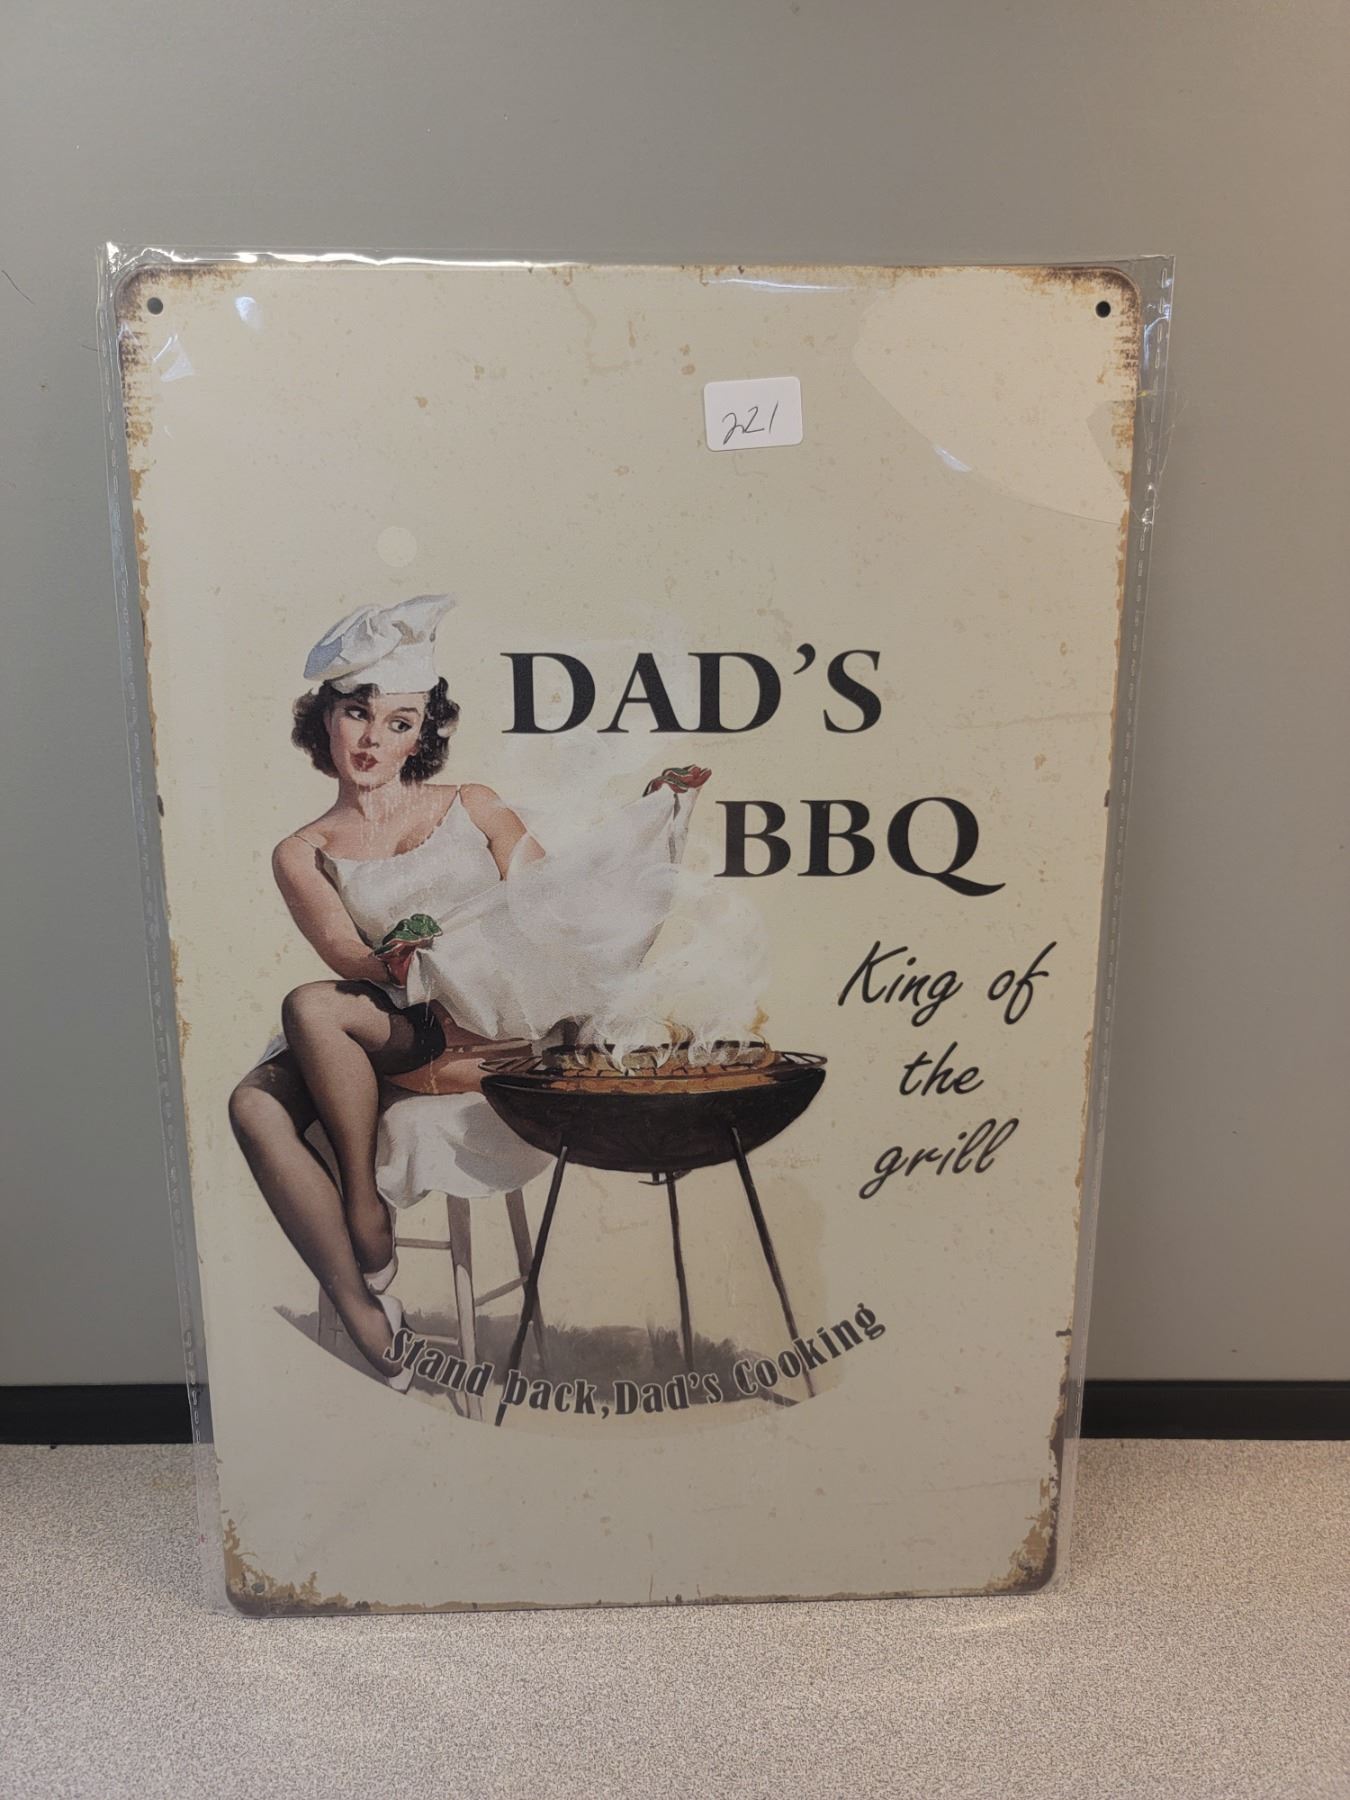 221
DAD'S
BBQ
King of
the
grill
Stand back, Dad's Cooking